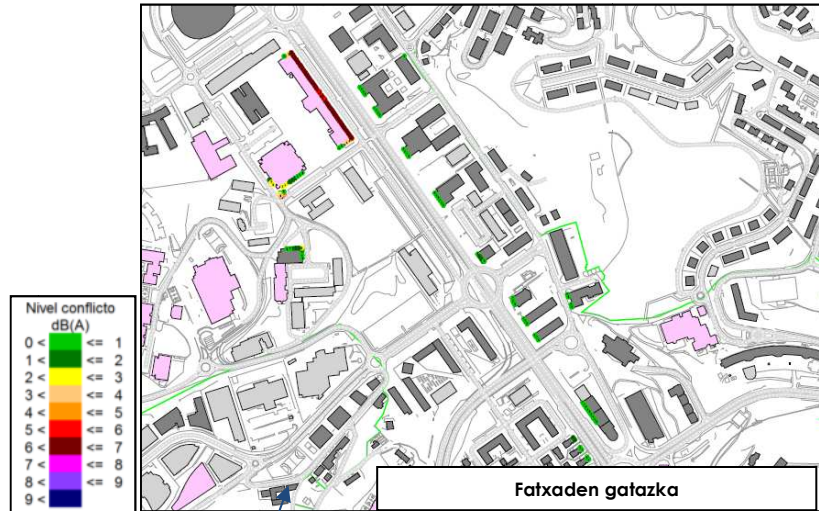 Nivel conflicto
dB(A)
0 < <= 1
1 < <= 2
2 < <= 3
3 < <= 4
4 < <= 5
5 < <= 6
6 < <= 7
7 < <= 8
8 < <= 9
9 <
Fatxaden gatazka